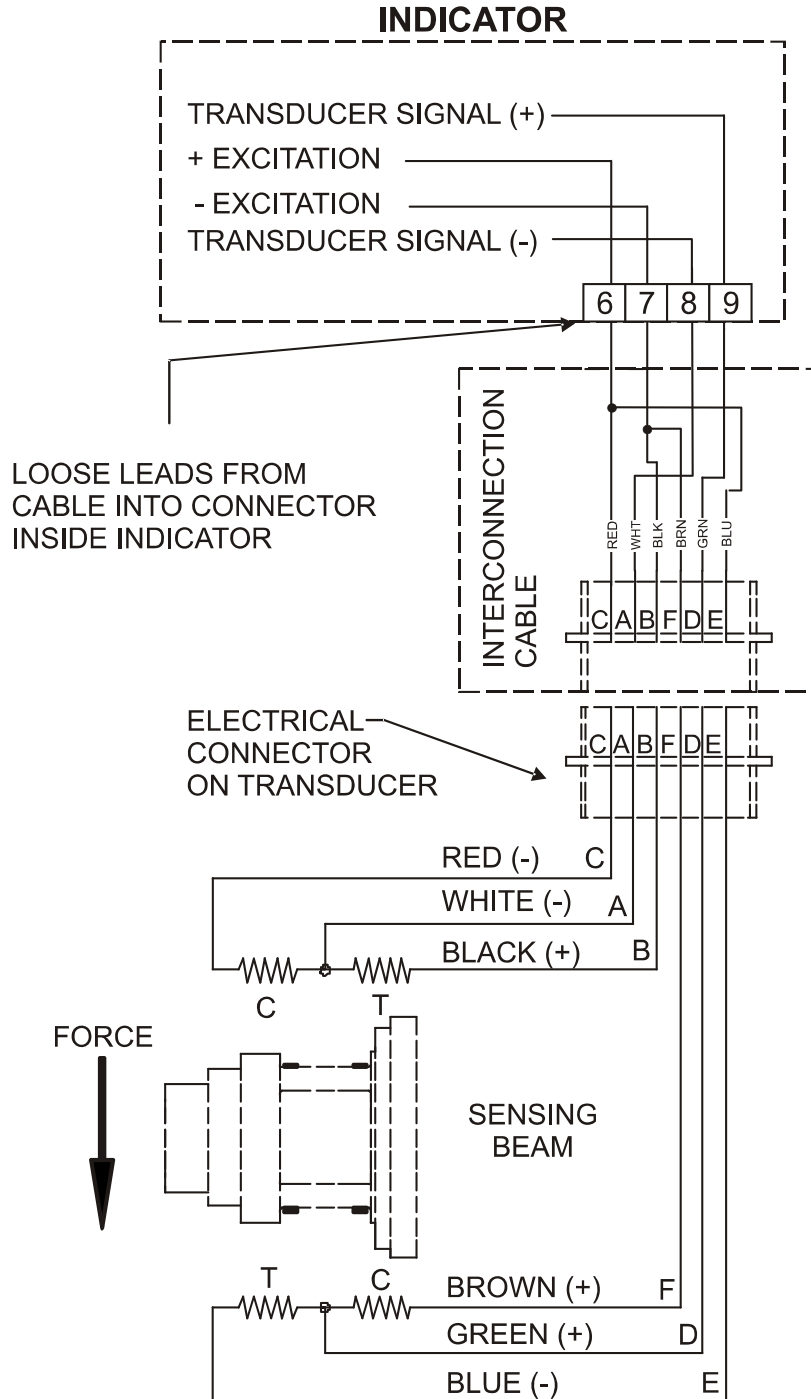 INDICATOR
TRANSDUCER SIGNAL (+)
+ EXCITATION
- EXCITATION
TRANSDUCER SIGNAL (-)
6 7 8 9
LOOSE LEADS FROM
CABLE INTO CONNECTOR
INSIDE INDICATOR
INTERCONNECTION
CABLE
RED WHT BLK BRN GRN BLU
C A B F D E
ELECTRICAL
CONNECTOR
ON TRANSDUCER
C A B F D E
RED (-) C
WHITE (-) A
BLACK (+) B
C T
FORCE
SENSING
BEAM
T C
BROWN (+) F
GREEN (+) D
BLUE (-) E